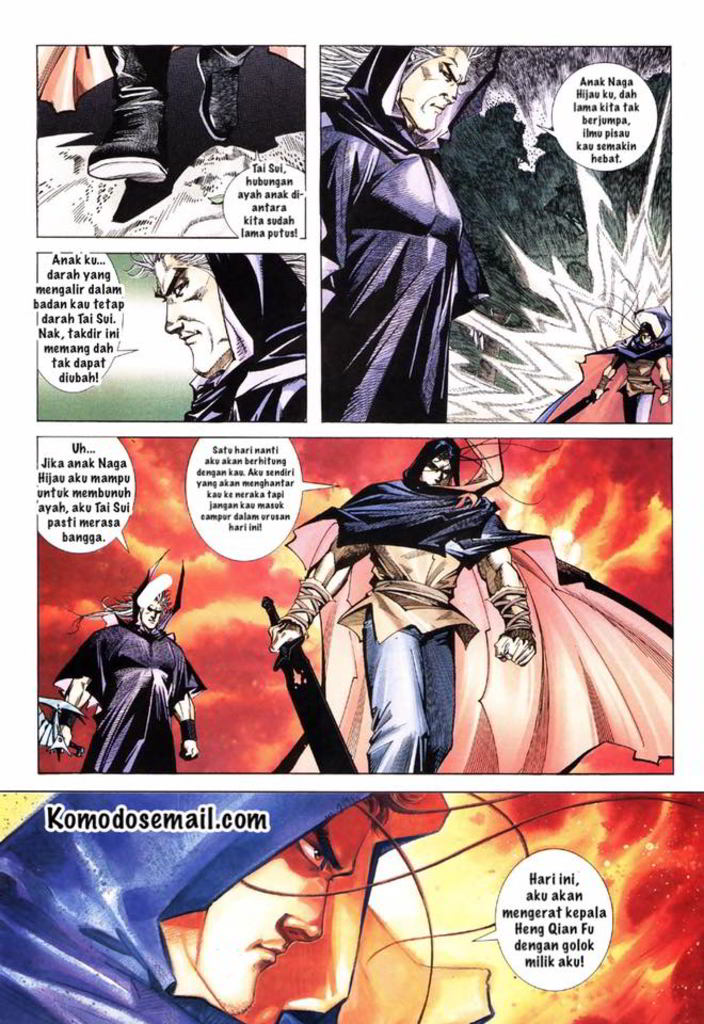 Anak Naga
Hijau ku, dah
lama kita tak
berjumpa,
ilmu pisau
kau semakin
hebat.
Tai Sui,
hubungan
ayah anak di-
antara
kita sudah
lama putus!
Anak ku...
darah yang
mengalir dalam
badan kau tetap
darah Tai Sui.
Nak, takdir ini
memang dah
tak dapat
diubah!
Uh...
Jika anak Naga
Hijau aku mampu
untuk membunuh
ayah, aku Tai Sui
pasti merasa
bangga.
Satu hari nanti
aku akan berhitung
dengan kau. Aku sendiri
yang akan menghantar
kau ke neraka tapi
jangan kau masuk
campur dalam urusan
hari ini!
Komodosemail.com
Hari ini,
aku akan
mengerat kepala
Heng Qian Fu
dengan golok
milik aku!